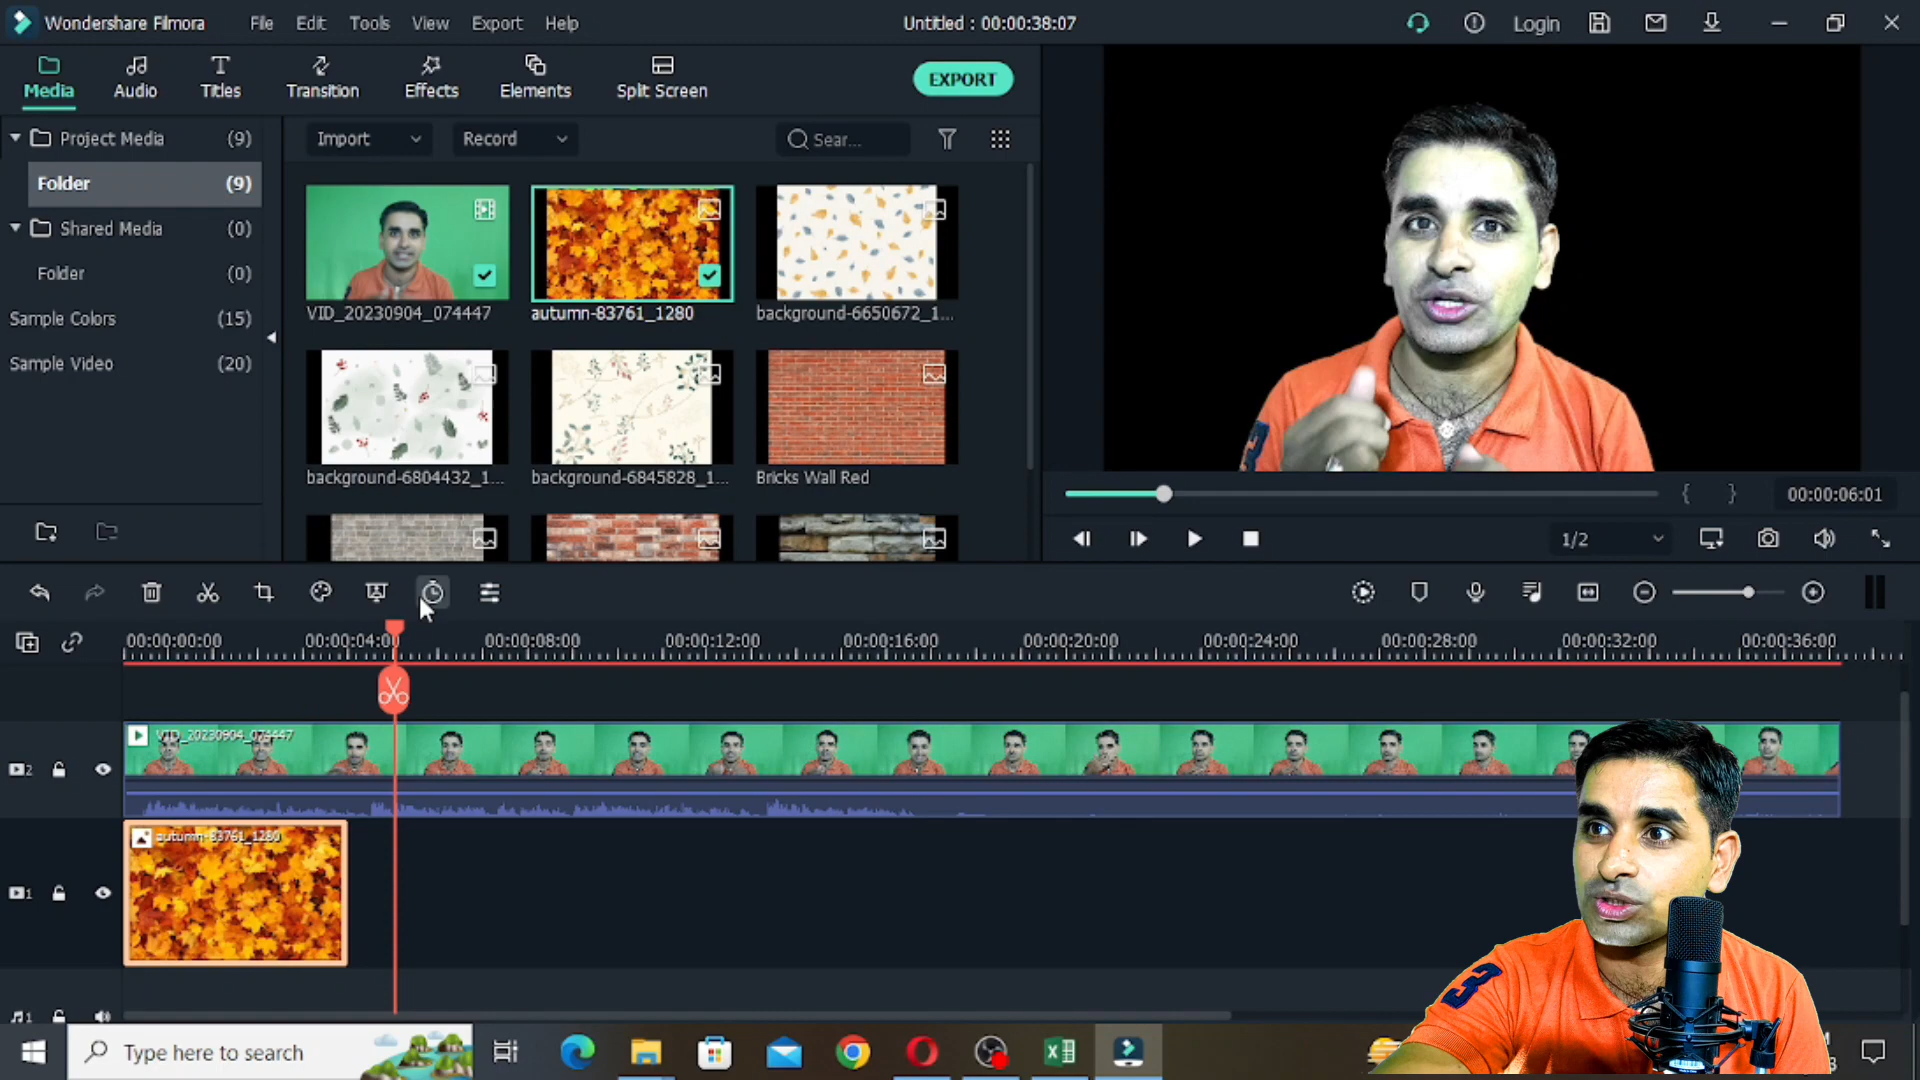 Wondershare Filmora
File
Edit
Tools
View
Export
Help
Untitled : 00:00:38:07
Login
Media
Audio
Titles
Transition
Effects
Elements
Split Screen
EXPORT
Project Media (9)
Folder (9)
Shared Media (0)
Folder (0)
Sample Colors (15)
Sample Video (20)
Import
Record
Sear...
VID_20230904_074447
autumn-83761_1280
background-6650672_1...
background-6804432_1...
background-6845828_1...
Bricks Wall Red
00:00:06:01
1/2
00:00:00:00
00:00:04:00
00:00:08:00
00:00:12:00
00:00:16:00
00:00:20:00
00:00:24:00
00:00:28:00
00:00:32:00
00:00:36:00
VID_20230904_074447
2
autumn-83761_1280
1
1
3
Type here to search